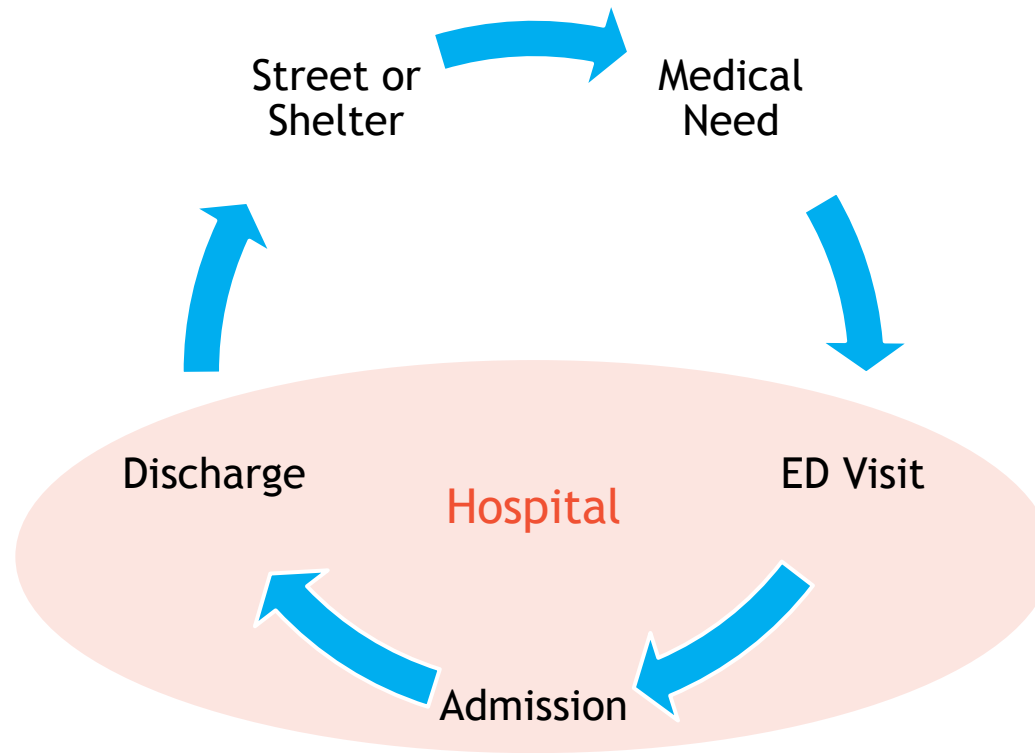 Street or
Shelter
Medical
Need
Discharge
Hospital
ED Visit
Admission